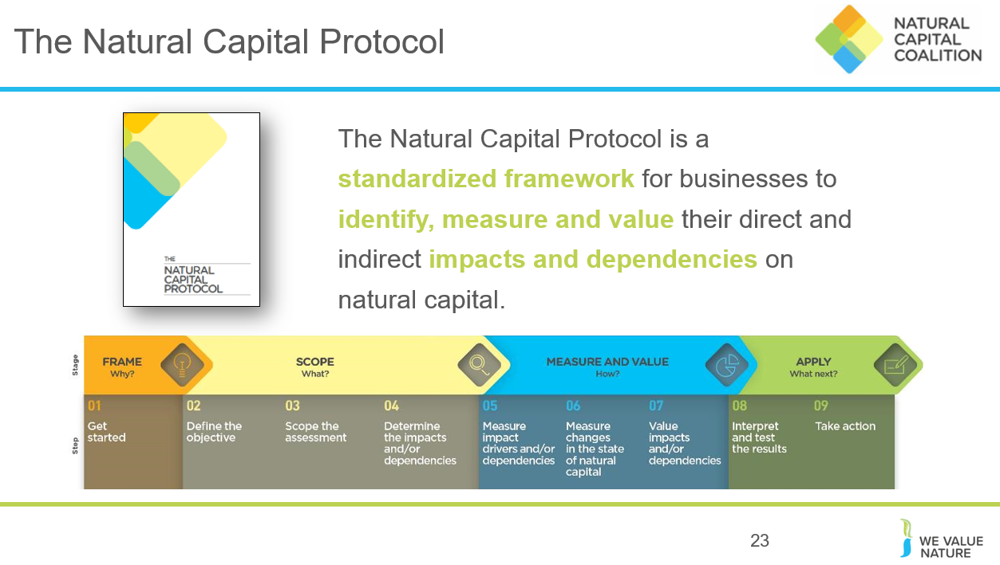 The Natural Capital Protocol
NATURAL
CAPITAL
COALITION
The Natural Capital Protocol is a
standardized framework for businesses to
identify, measure and value their direct and
indirect impacts and dependencies on
natural capital.
THE
NATURAL
CAPITAL
PROTOCOL
Stage
FRAME
Why?
SCOPE
What?
MEASURE AND VALUE
How?
APPLY
What next?
Step
01
Get
started
02
Define the
objective
03
Scope the
assessment
04
Determine
the impacts
and/or
dependencies
05
Measure
impact
drivers and/or
dependencies
06
Measure
changes
in the state
of natural
capital
07
Value
impacts
and/or
dependencies
08
Interpret
and test
the results
09
Take action
23
WE VALUE
NATURE